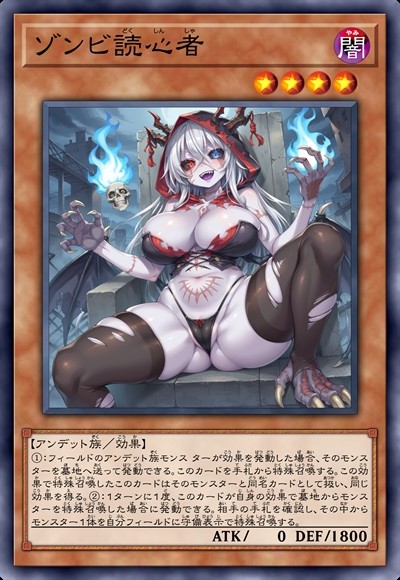 ゾンビ読心者
闇
【アンデット族/効果】
①:フィールドのアンデット族モンスターが効果を発動した場合、そのモンス
ターを墓地へ送って発動できる。このカードを手札から特殊召喚する。この効
果で特殊召喚したこのカードはそのモンスターと同名カードとして扱い、同じ
効果を得る。②:1ターンに1度、このカードが自身の効果で墓地からモンスタ
ーを特殊召喚した場合に発動できる。相手の手札を確認し、その中から
モンスター1体を自分フィールドに守備表示で特殊召喚する。
ATK/ 0 DEF/1800